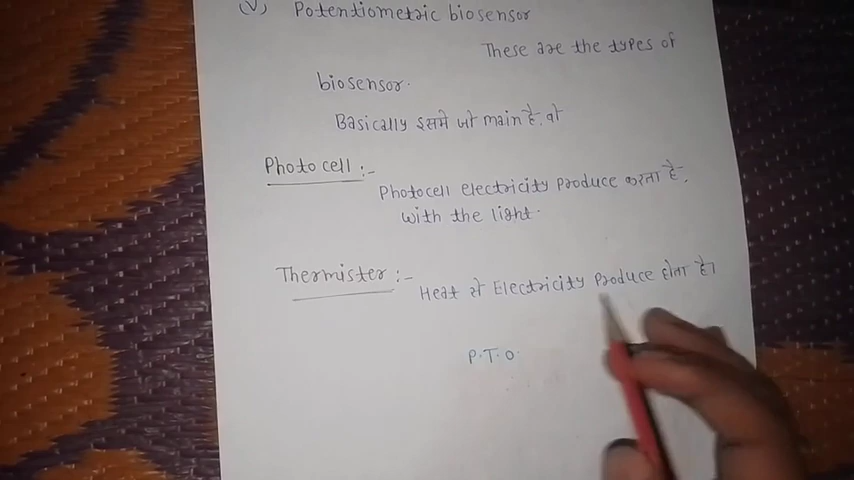 (V) Potentiometric biosensor
These are the types of
biosensor.
Basically इसमे जो main है, वो
Photo cell :-
Photocell electricity Produce करता है,
with the light.
Thermister :-
Heat से Electricity Produce होता है।
P.T.O.